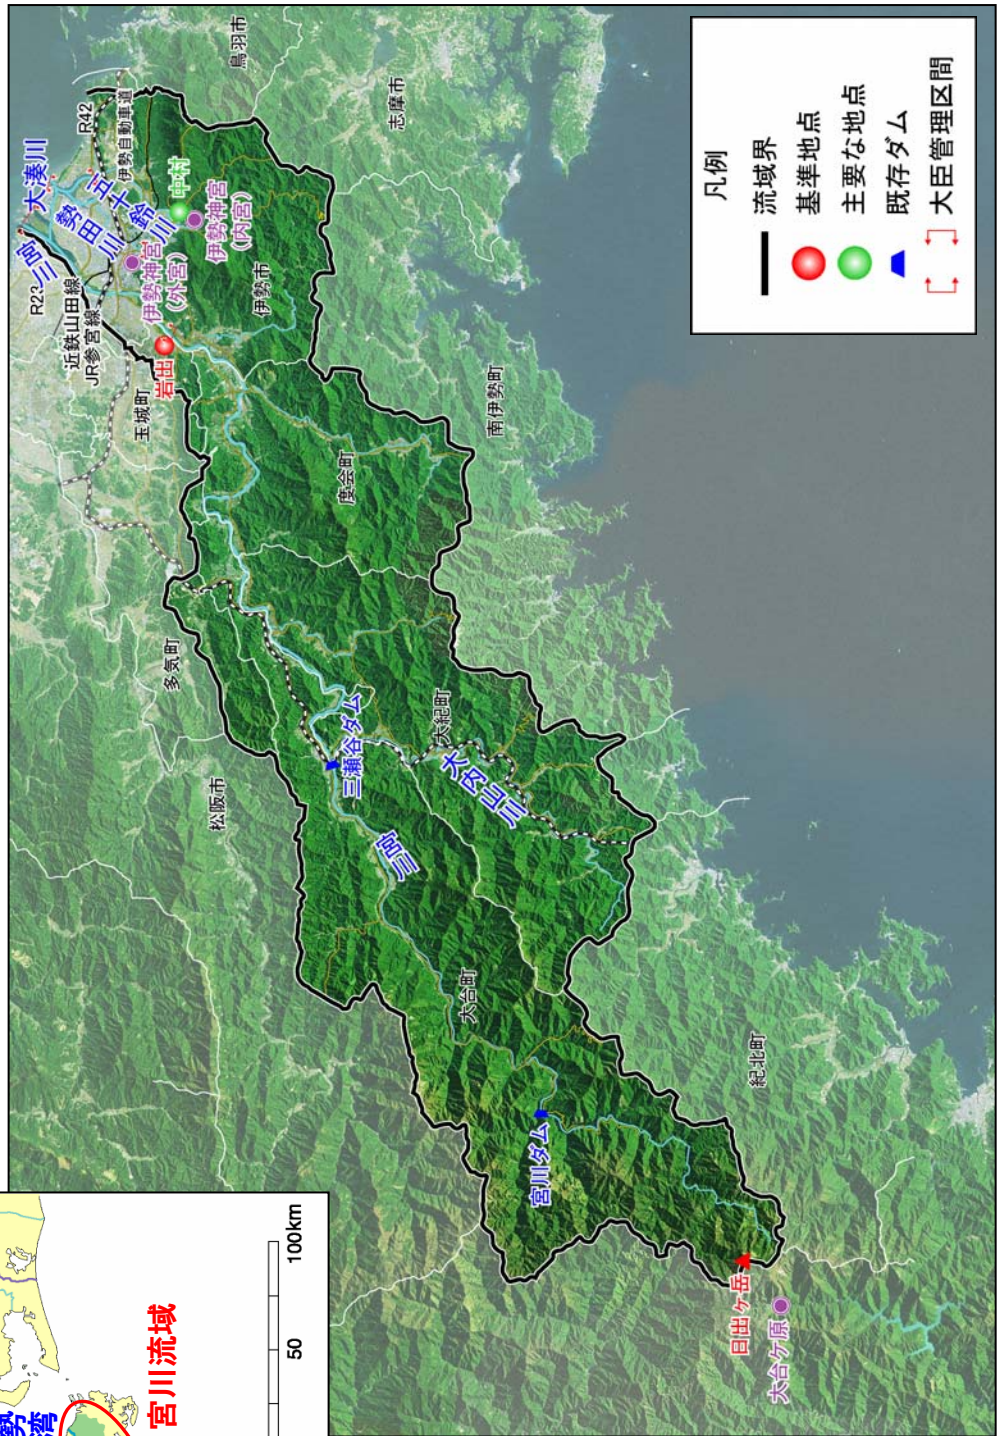 凡例
流域界
基準地点
主要な地点
既存ダム
大臣管理区間
鳥羽市
志摩市
R42
伊勢自動車道
大湊川
五十鈴川
勢田川
宮川
中村
伊勢神宮
(内宮)
伊勢神宮
(外宮)
伊勢市
R23
近鉄山田線
JR参宮線
岩出
玉城町
南伊勢町
度会町
多気町
大紀町
三瀬谷ダム
大内山川
松阪市
宮川
大台町
紀北町
宮川ダム
日出ヶ岳
大台ケ原
勢
湾
宮川流域
50
100km